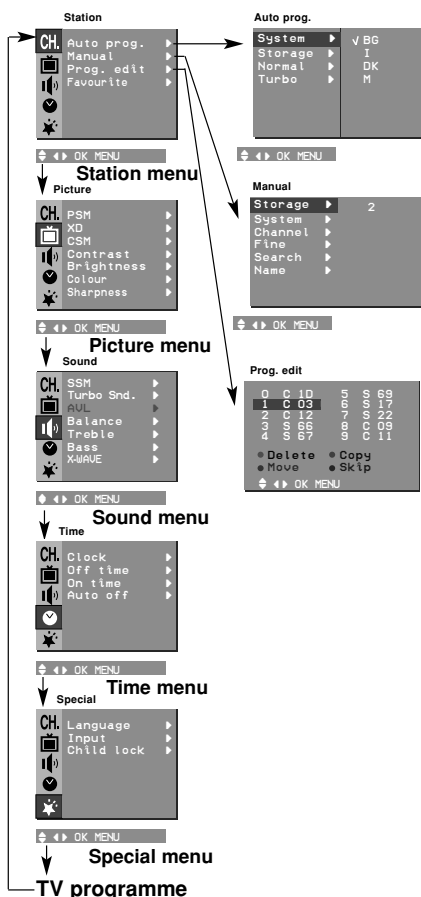 Station
CH. Auto prog.
Manual
Prog. edit
Favourite
OK MENU
Station menu
Auto prog.
System √ BG
Storage I
Normal DK
Turbo M
OK MENU
Manual
Storage 2
System
Channel
Fine
Search
Name
OK MENU
Prog. edit
0 C 10 5 S 69
1 C 03 6 S 17
2 C 12 7 S 22
3 S 66 8 C 09
4 S 67 9 C 11
Delete Copy
Move Skip
OK MENU
Picture
CH. PSM
XD
CSM
Contrast
Brightness
Colour
Sharpness
OK MENU
Picture menu
Sound
CH. SSM
Turbo Snd.
AVL
Balance
Treble
Bass
X-WAVE
OK MENU
Sound menu
Time
CH. Clock
Off time
On time
Auto off
OK MENU
Time menu
Special
CH. Language
Input
Child lock
OK MENU
Special menu
TV programme